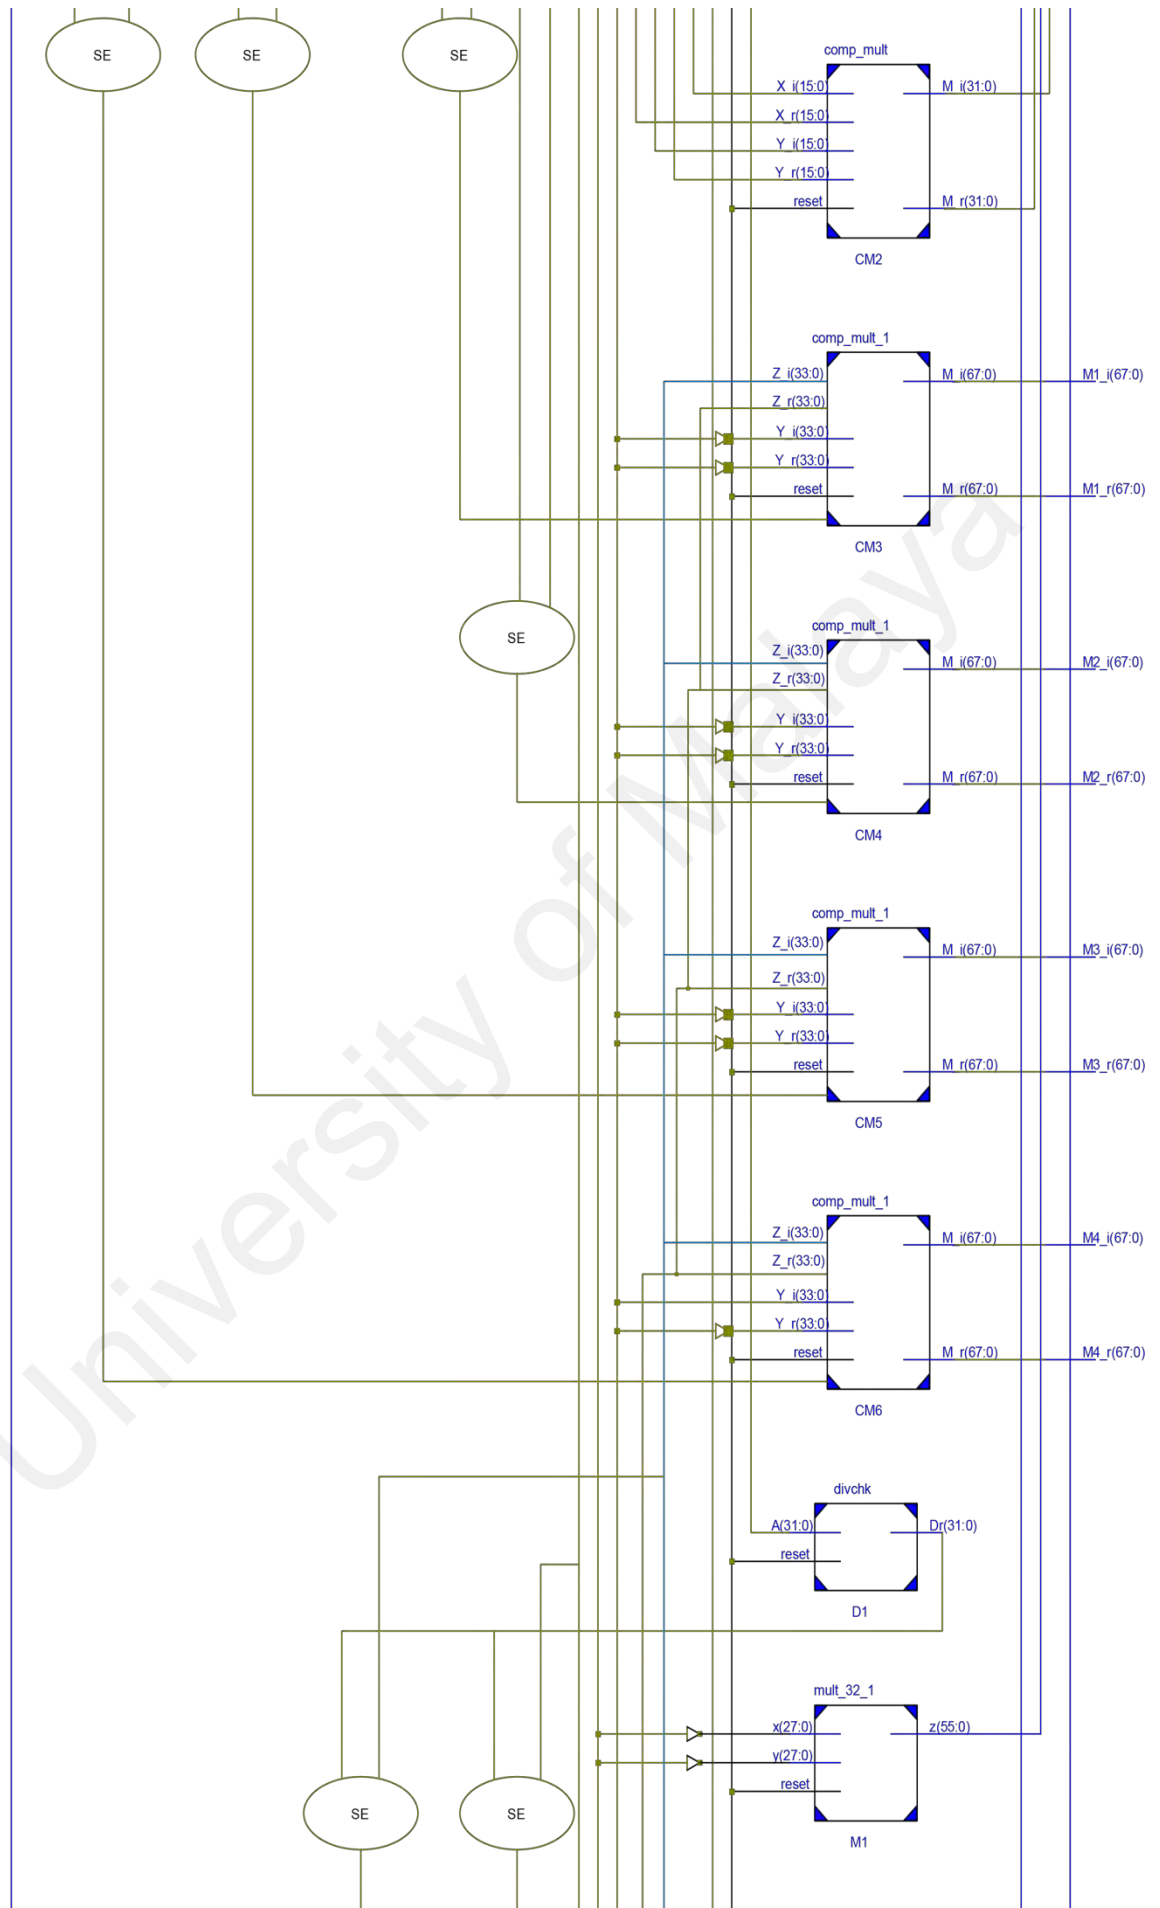 SE
SE
SE
comp_mult
X_i(15:0)
M_i(31:0)
X_r(15:0)
Y_i(15:0)
Y_r(15:0)
reset
M_r(31:0)
CM2
comp_mult_1
Z_i(33:0)
M_i(67:0)
M1_i(67:0)
Z_r(33:0)
Y_i(33:0)
Y_r(33:0)
reset
M_r(67:0)
M1_r(67:0)
CM3
SE
comp_mult_1
Z_i(33:0)
M_i(67:0)
M2_i(67:0)
Z_r(33:0)
Y_i(33:0)
Y_r(33:0)
reset
M_r(67:0)
M2_r(67:0)
CM4
comp_mult_1
Z_i(33:0)
M_i(67:0)
M3_i(67:0)
Z_r(33:0)
Y_i(33:0)
Y_r(33:0)
reset
M_r(67:0)
M3_r(67:0)
CM5
comp_mult_1
Z_i(33:0)
M_i(67:0)
M4_i(67:0)
Z_r(33:0)
Y_i(33:0)
Y_r(33:0)
reset
M_r(67:0)
M4_r(67:0)
CM6
divchk
A(31:0)
Dr(31:0)
reset
D1
mult_32_1
x(27:0)
z(55:0)
y(27:0)
reset
M1
SE
SE
University of Malaya